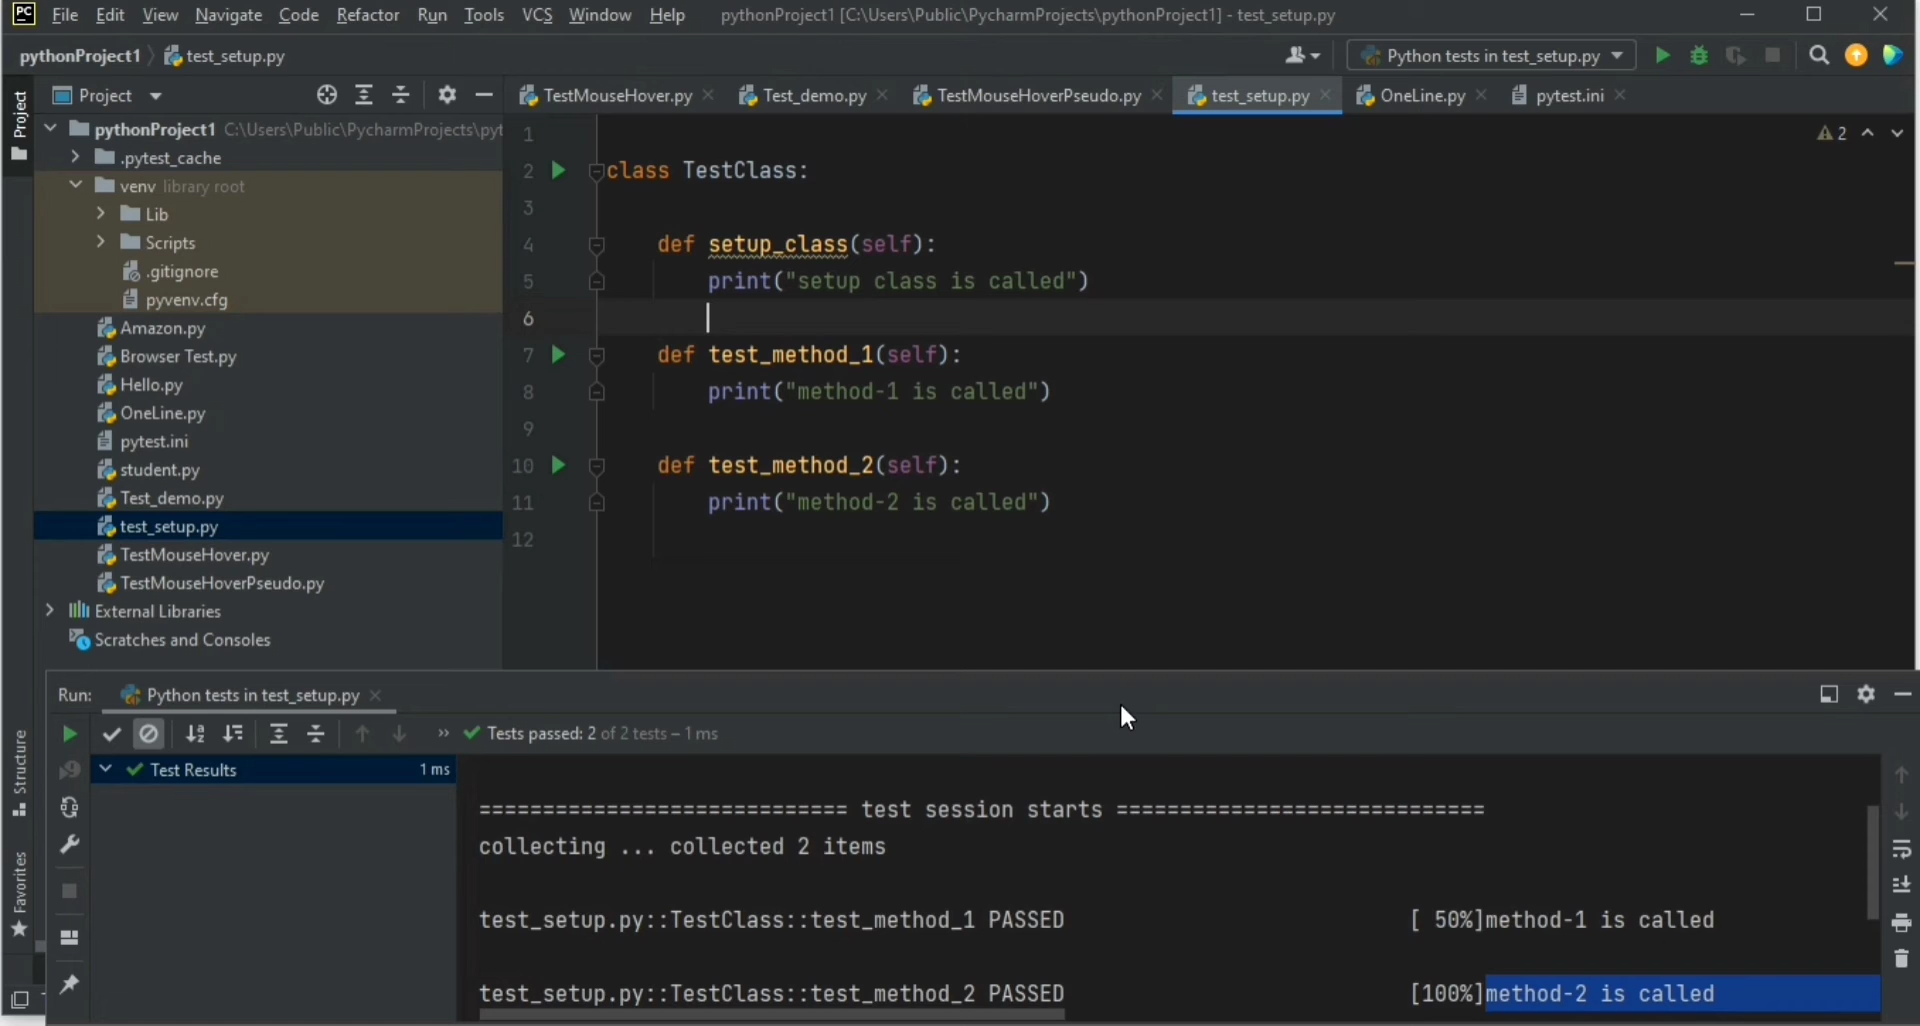 PC File Edit View Navigate Code Refactor Run Tools VCS Window Help pythonProject1 [C:\Users\Public\PycharmProjects\pythonProject1] - test_setup.py
pythonProject1 test_setup.py Python tests in test_setup.py
Project TestMouseHover.py Test_demo.py TestMouseHoverPseudo.py test_setup.py OneLine.py pytest.ini
Project
pythonProject1 C:\Users\Public\PycharmProjects\pyt
.pytest_cache
venv library root
Lib
Scripts
.gitignore
pyvenv.cfg
Amazon.py
Browser Test.py
Hello.py
OneLine.py
pytest.ini
student.py
Test_demo.py
test_setup.py
TestMouseHover.py
TestMouseHoverPseudo.py
External Libraries
Scratches and Consoles
2
1
2 class TestClass:
3
4 def setup_class(self):
5 print("setup class is called")
6
7 def test_method_1(self):
8 print("method-1 is called")
9
10 def test_method_2(self):
11 print("method-2 is called")
12
Structure
Favorites
Run: Python tests in test_setup.py
Tests passed: 2 of 2 tests – 1 ms
Test Results 1 ms
============================= test session starts =============================
collecting ... collected 2 items
test_setup.py::TestClass::test_method_1 PASSED [ 50%]method-1 is called
test_setup.py::TestClass::test_method_2 PASSED [100%]method-2 is called